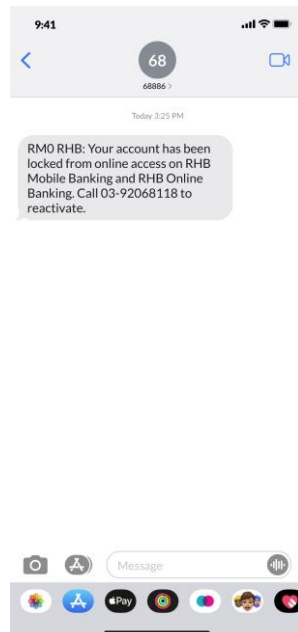 9:41
68
68886 >
Today 3:25 PM
RM0 RHB: Your account has been
locked from online access on RHB
Mobile Banking and RHB Online
Banking. Call 03-92068118 to
reactivate.
Message
Pay